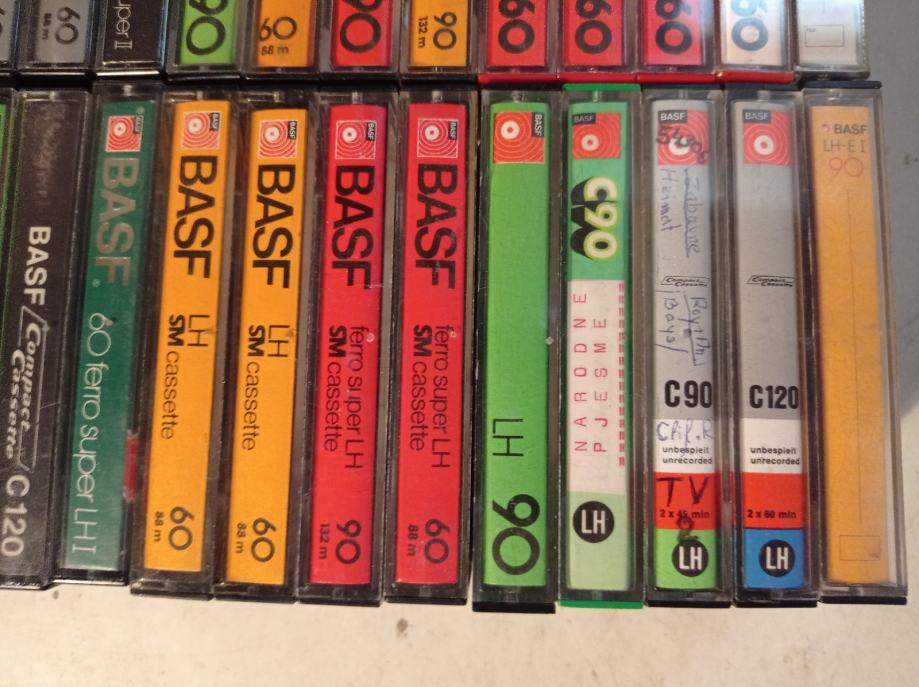 60
88 m
per II
90
60
88 m
90
90
132 m
60
60
60
60
BASF / Compact Cassette / C 120
BASF
BASF
60 ferro super LH I
BASF
BASF
LH
SM cassette
60
88 m
BASF
BASF
LH
SM cassette
60
88 m
BASF
BASF
ferro super LH
SM cassette
90
132 m
BASF
BASF
ferro super LH
SM cassette
60
88 m
BASF
LH
90
BASF
C90
NARODNE
PJESME
LH
BASF
Compact Cassette
C90
unbespielt
unrecorded
TV
2 x 45 min
LH
BASF
Compact Cassette
C120
unbespielt
unrecorded
2 x 60 min
LH
BASF
LH-E I
90